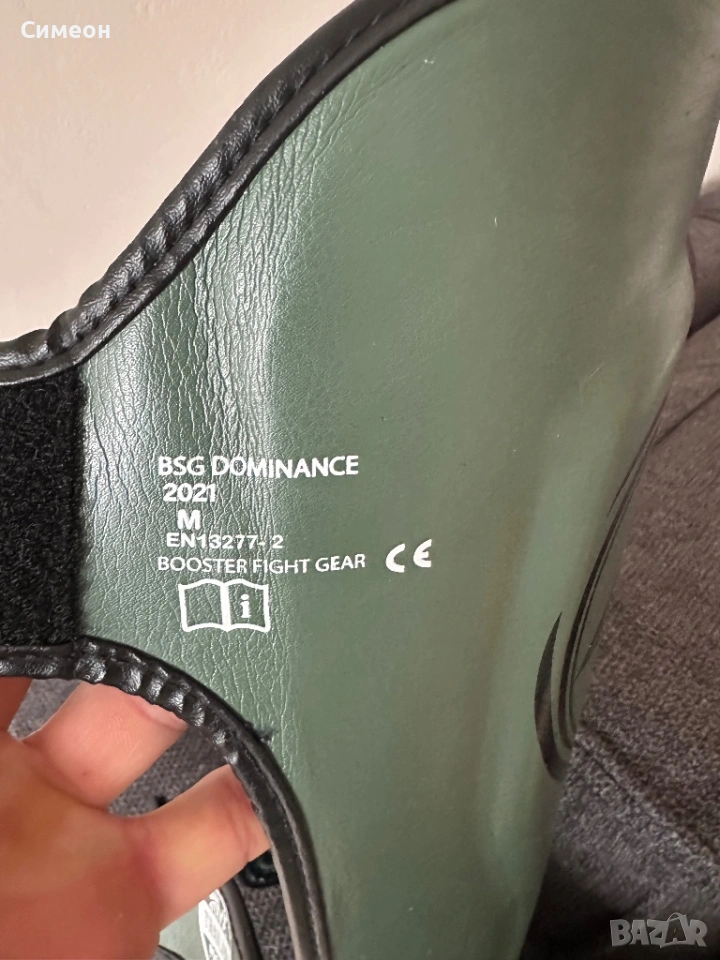 Симеон
BSG DOMINANCE
2021
M
EN13277- 2
BOOSTER FIGHT GEAR CE
i
BAZAR